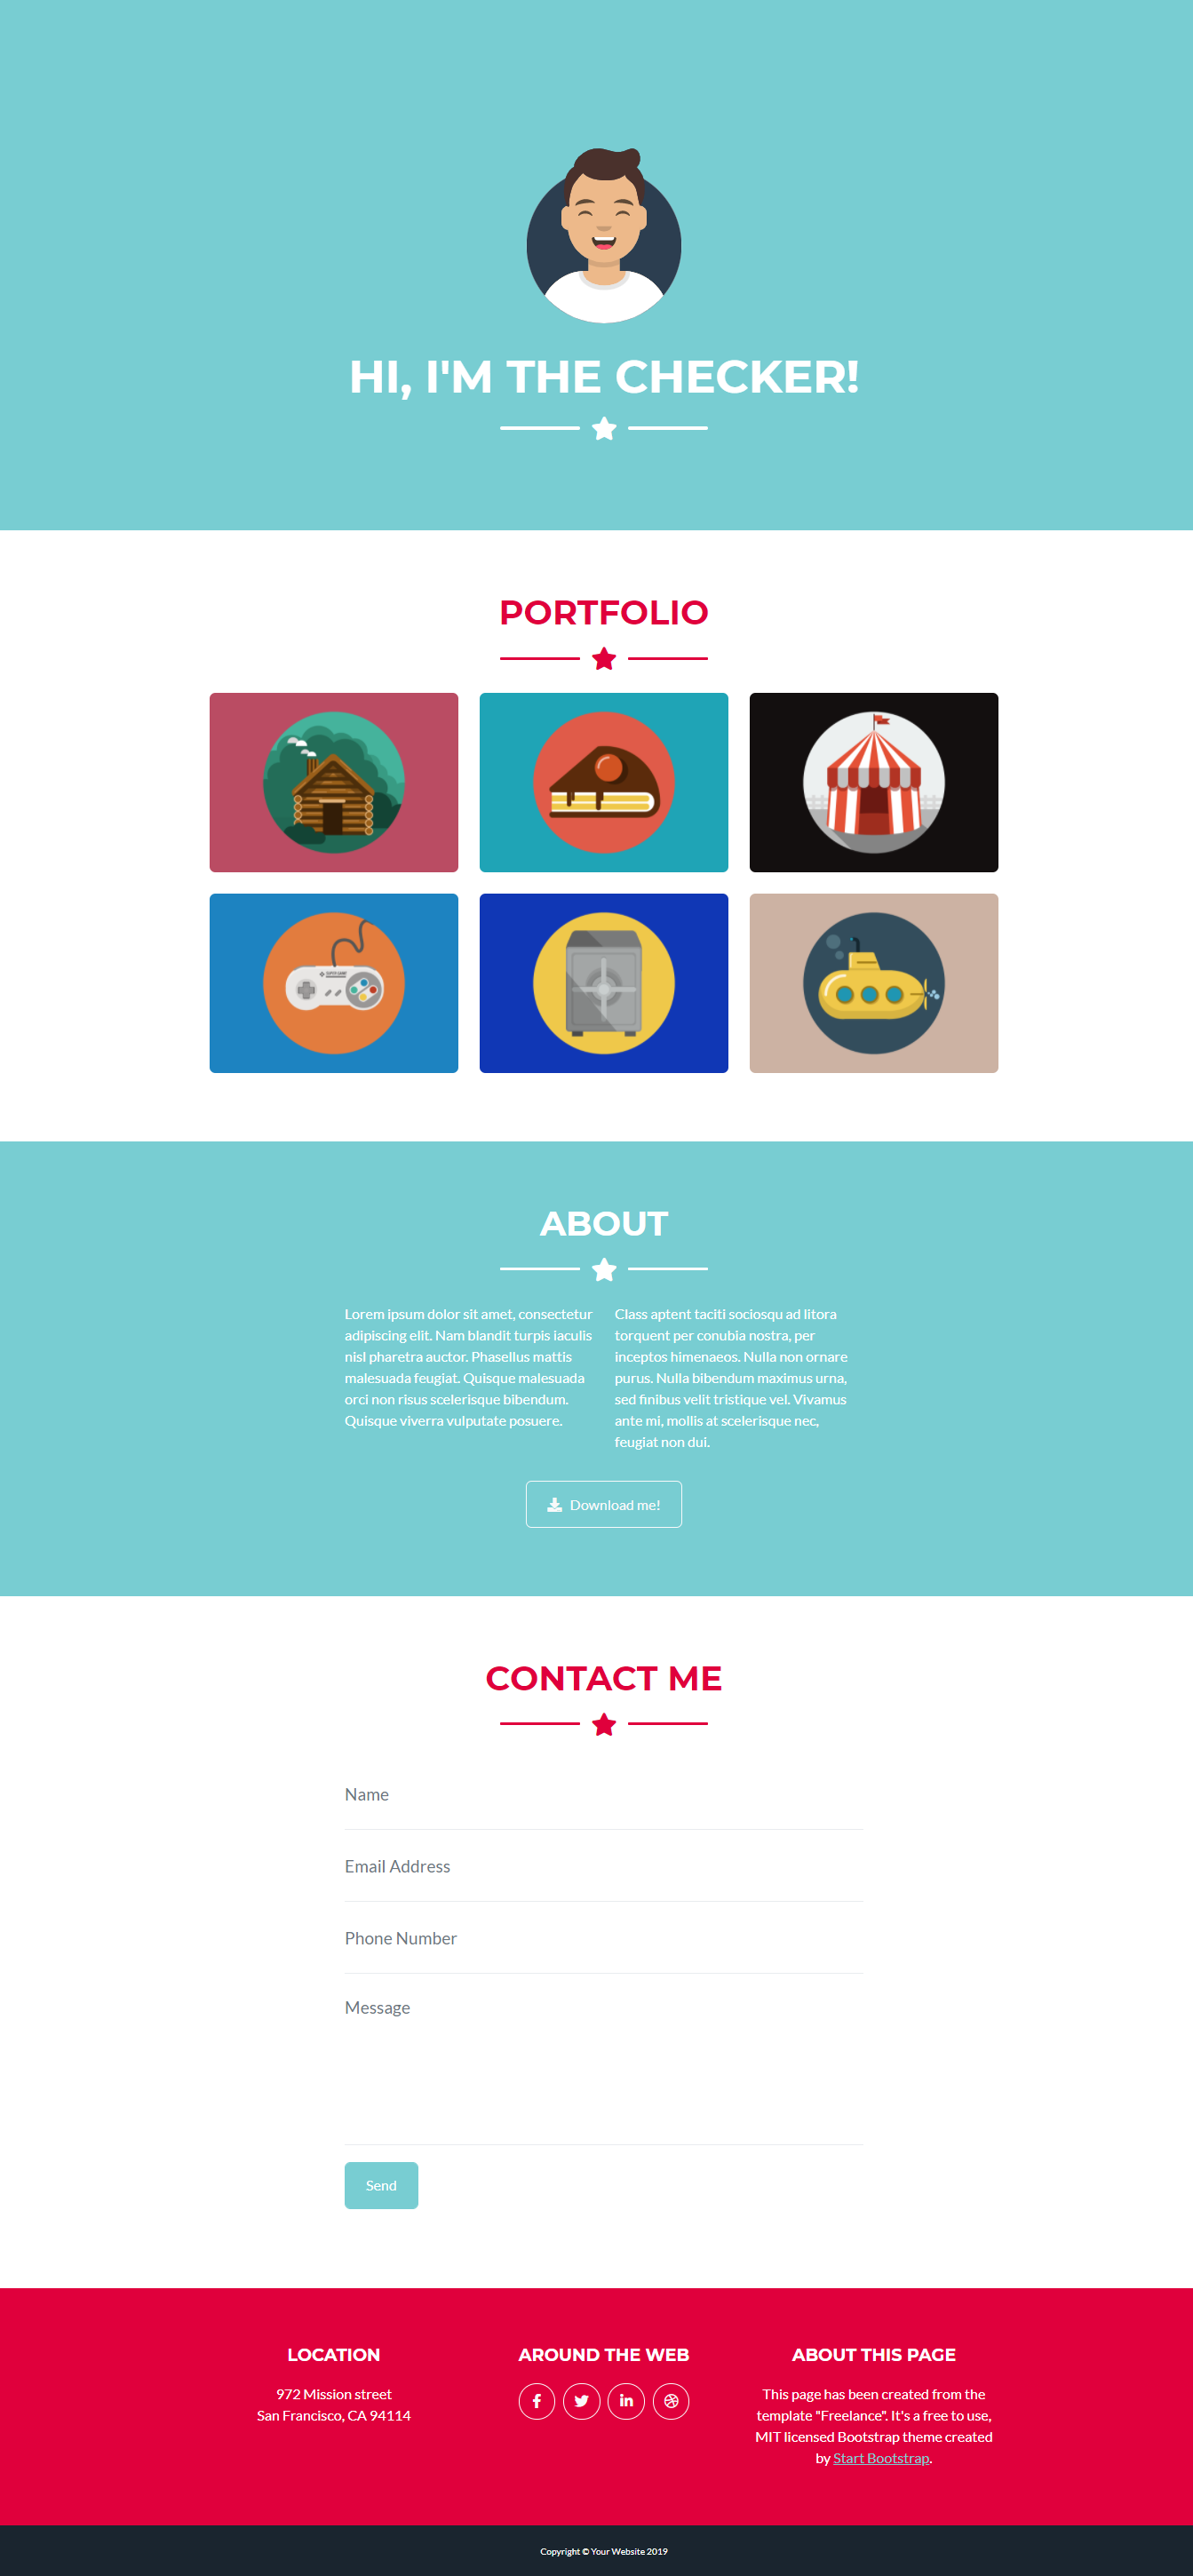 HI, I'M THE CHECKER!
PORTFOLIO
ABOUT
Lorem ipsum dolor sit amet, consectetur
adipiscing elit. Nam blandit turpis iaculis
nisl pharetra auctor. Phasellus mattis
malesuada feugiat. Quisque malesuada
orci non risus scelerisque bibendum.
Quisque viverra vulputate posuere.
Class aptent taciti sociosqu ad litora
torquent per conubia nostra, per
inceptos himenaeos. Nulla non ornare
purus. Nulla bibendum maximus urna,
sed finibus velit tristique vel. Vivamus
ante mi, mollis at scelerisque nec,
feugiat non dui.
Download me!
CONTACT ME
Name
Email Address
Phone Number
Message
Send
LOCATION
972 Mission street
San Francisco, CA 94114
AROUND THE WEB
ABOUT THIS PAGE
This page has been created from the
template "Freelance". It's a free to use,
MIT licensed Bootstrap theme created
by Start Bootstrap.
Copyright © Your Website 2019